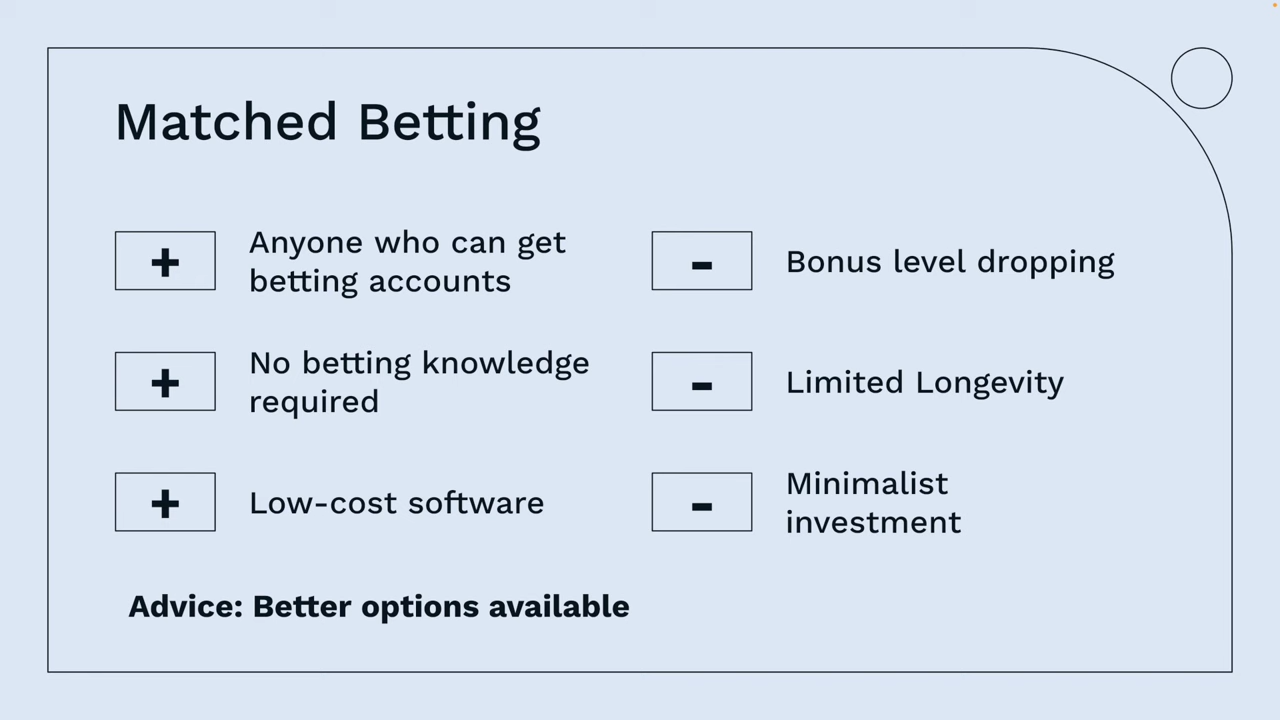 Matched Betting
+
Anyone who can get
betting accounts
-
Bonus level dropping
+
No betting knowledge
required
-
Limited Longevity
+
Low-cost software
-
Minimalist
investment
Advice: Better options available